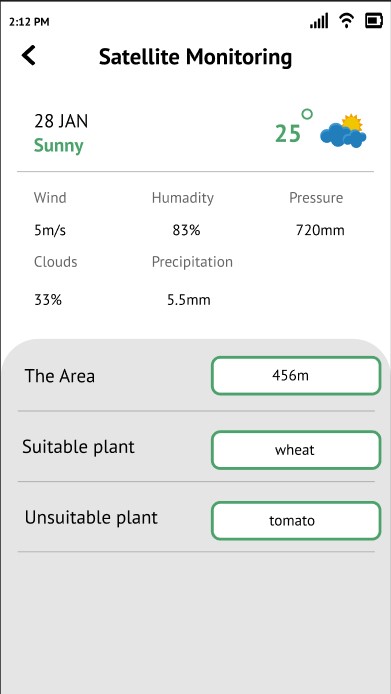 2:12 PM
Satellite Monitoring
28 JAN
Sunny
25°
Wind Humadity Pressure
5m/s 83% 720mm
Clouds Precipitation
33% 5.5mm
The Area 456m
Suitable plant wheat
Unsuitable plant tomato